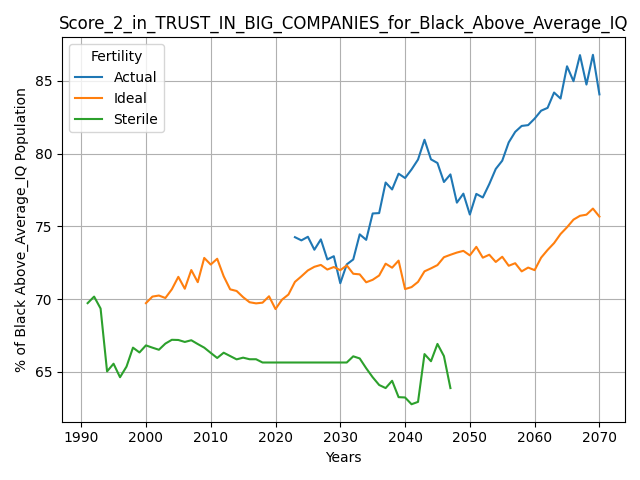 Score_2_in_TRUST_IN_BIG_COMPANIES_for_Black_Above_Average_IQ
Fertility
Actual
Ideal
Sterile
% of Black Above_Average_IQ Population
85
80
75
70
65
1990 2000 2010 2020 2030 2040 2050 2060 2070
Years